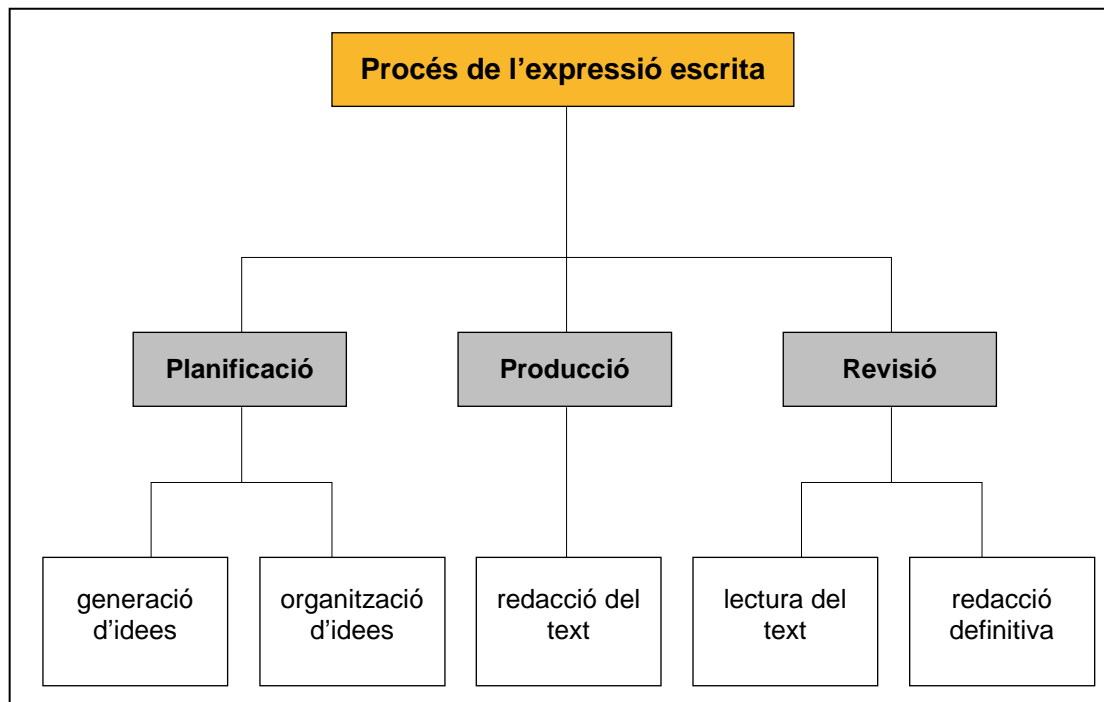 Procés de l’expressió escrita
Planificació
Producció
Revisió
generació
d’idees
organització
d’idees
redacció del
text
lectura del
text
redacció
definitiva